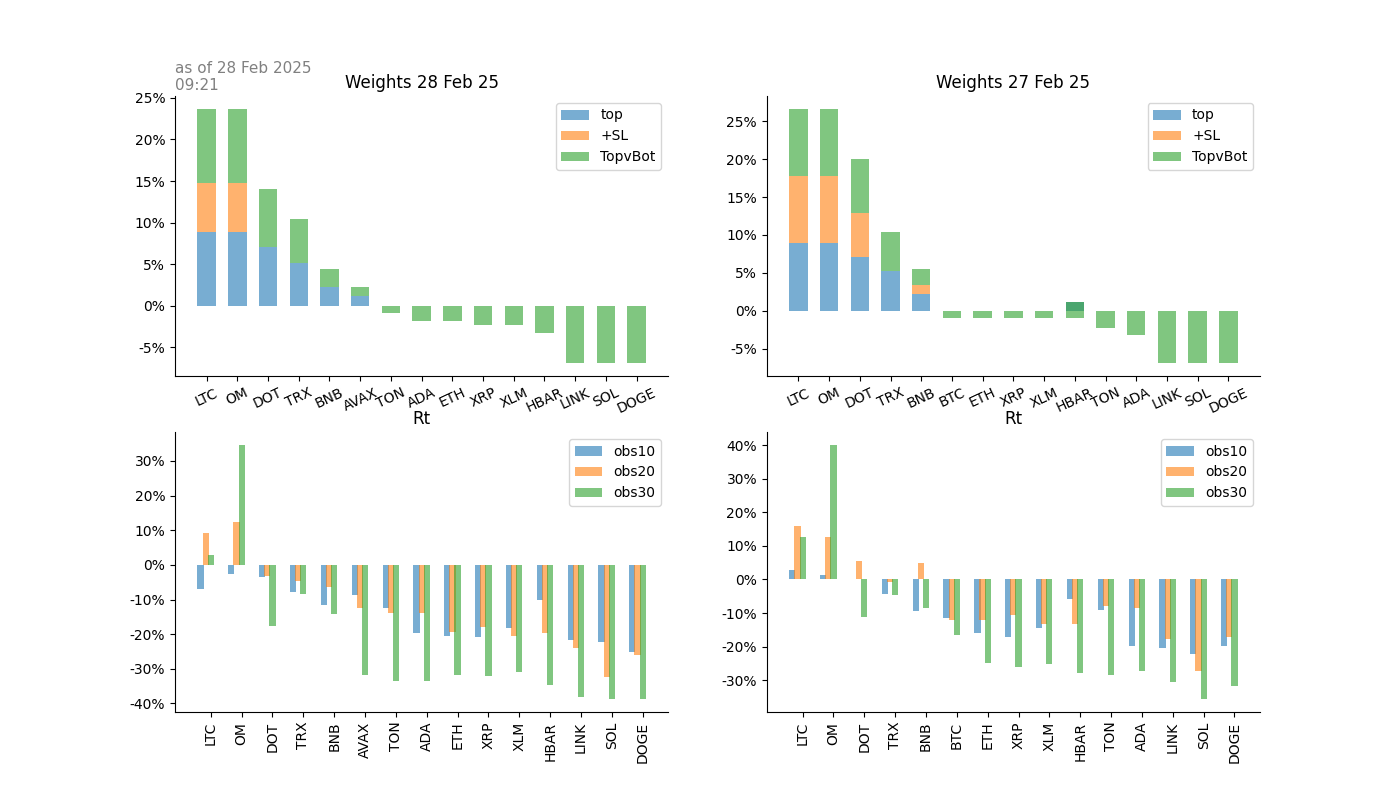 as of 28 Feb 2025
09:21
Weights 28 Feb 25
25%
20%
15%
10%
5%
0%
-5%
top
+SL
TopvBot
LTC OM DOT TRX BNB AVAX TON ADA ETH XRP XLM HBAR LINK SOL DOGE
Weights 27 Feb 25
25%
20%
15%
10%
5%
0%
-5%
top
+SL
TopvBot
LTC OM DOT TRX BNB BTC ETH XRP XLM HBAR TON ADA LINK SOL DOGE
Rt
30%
20%
10%
0%
-10%
-20%
-30%
-40%
obs10
obs20
obs30
LTC OM DOT TRX BNB AVAX TON ADA ETH XRP XLM HBAR LINK SOL DOGE
Rt
40%
30%
20%
10%
0%
-10%
-20%
-30%
obs10
obs20
obs30
LTC OM DOT TRX BNB BTC ETH XRP XLM HBAR TON ADA LINK SOL DOGE